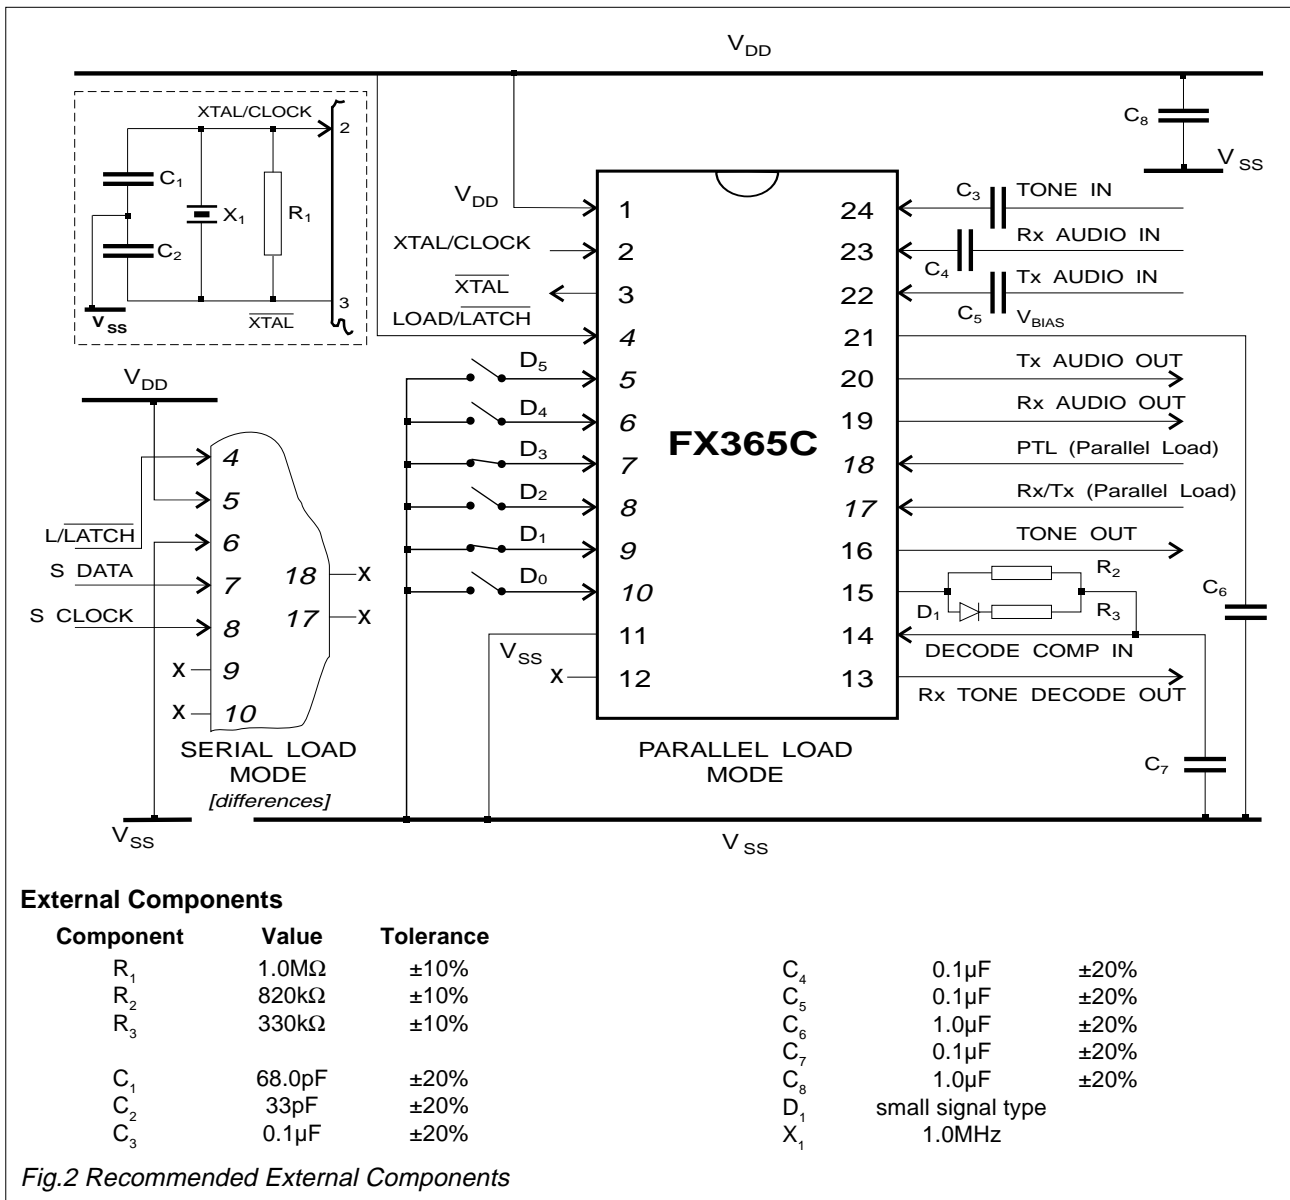 VDD
XTAL/CLOCK
2
C1
X1
R1
C2
VSS
XTAL
3
C8
VSS
VDD
1
24
C3
TONE IN
XTAL/CLOCK
2
23
C4
Rx AUDIO IN
XTAL
3
22
C5
Tx AUDIO IN
LOAD/LATCH
4
21
VBIAS
D5
5
20
Tx AUDIO OUT
D4
6
19
Rx AUDIO OUT
FX365C
D3
7
18
PTL (Parallel Load)
D2
8
17
Rx/Tx (Parallel Load)
D1
9
16
TONE OUT
D0
10
15
R2
D1
R3
C6
VSS
11
14
DECODE COMP IN
X
12
13
Rx TONE DECODE OUT
C7
VDD
4
5
L/LATCH
6
S DATA
7
18
X
S CLOCK
8
17
X
X
9
X
10
SERIAL LOAD
MODE
[differences]
PARALLEL LOAD
MODE
VSS
VSS
External Components
Component Value Tolerance
R1 1.0MΩ ±10%
R2 820kΩ ±10%
R3 330kΩ ±10%
C1 68.0pF ±20%
C2 33pF ±20%
C3 0.1µF ±20%
C4 0.1µF ±20%
C5 0.1µF ±20%
C6 1.0µF ±20%
C7 0.1µF ±20%
C8 1.0µF ±20%
D1 small signal type
X1 1.0MHz
Fig.2 Recommended External Components